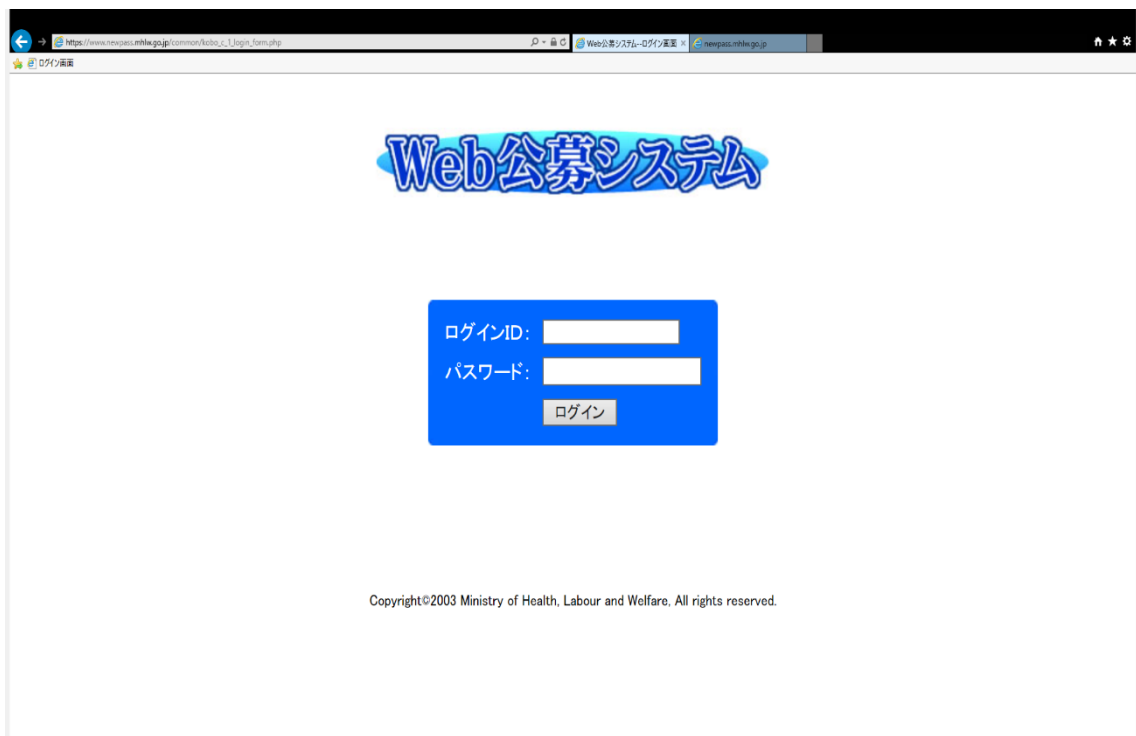 https://www.newpass.mhlw.go.jp/common/kobo_c_1_login_form.php
Web公募システム--ログイン画面
newpass.mhlw.go.jp
ログイン画面
Web公募システム
ログインID:
パスワード:
ログイン
Copyright©2003 Ministry of Health, Labour and Welfare, All rights reserved.